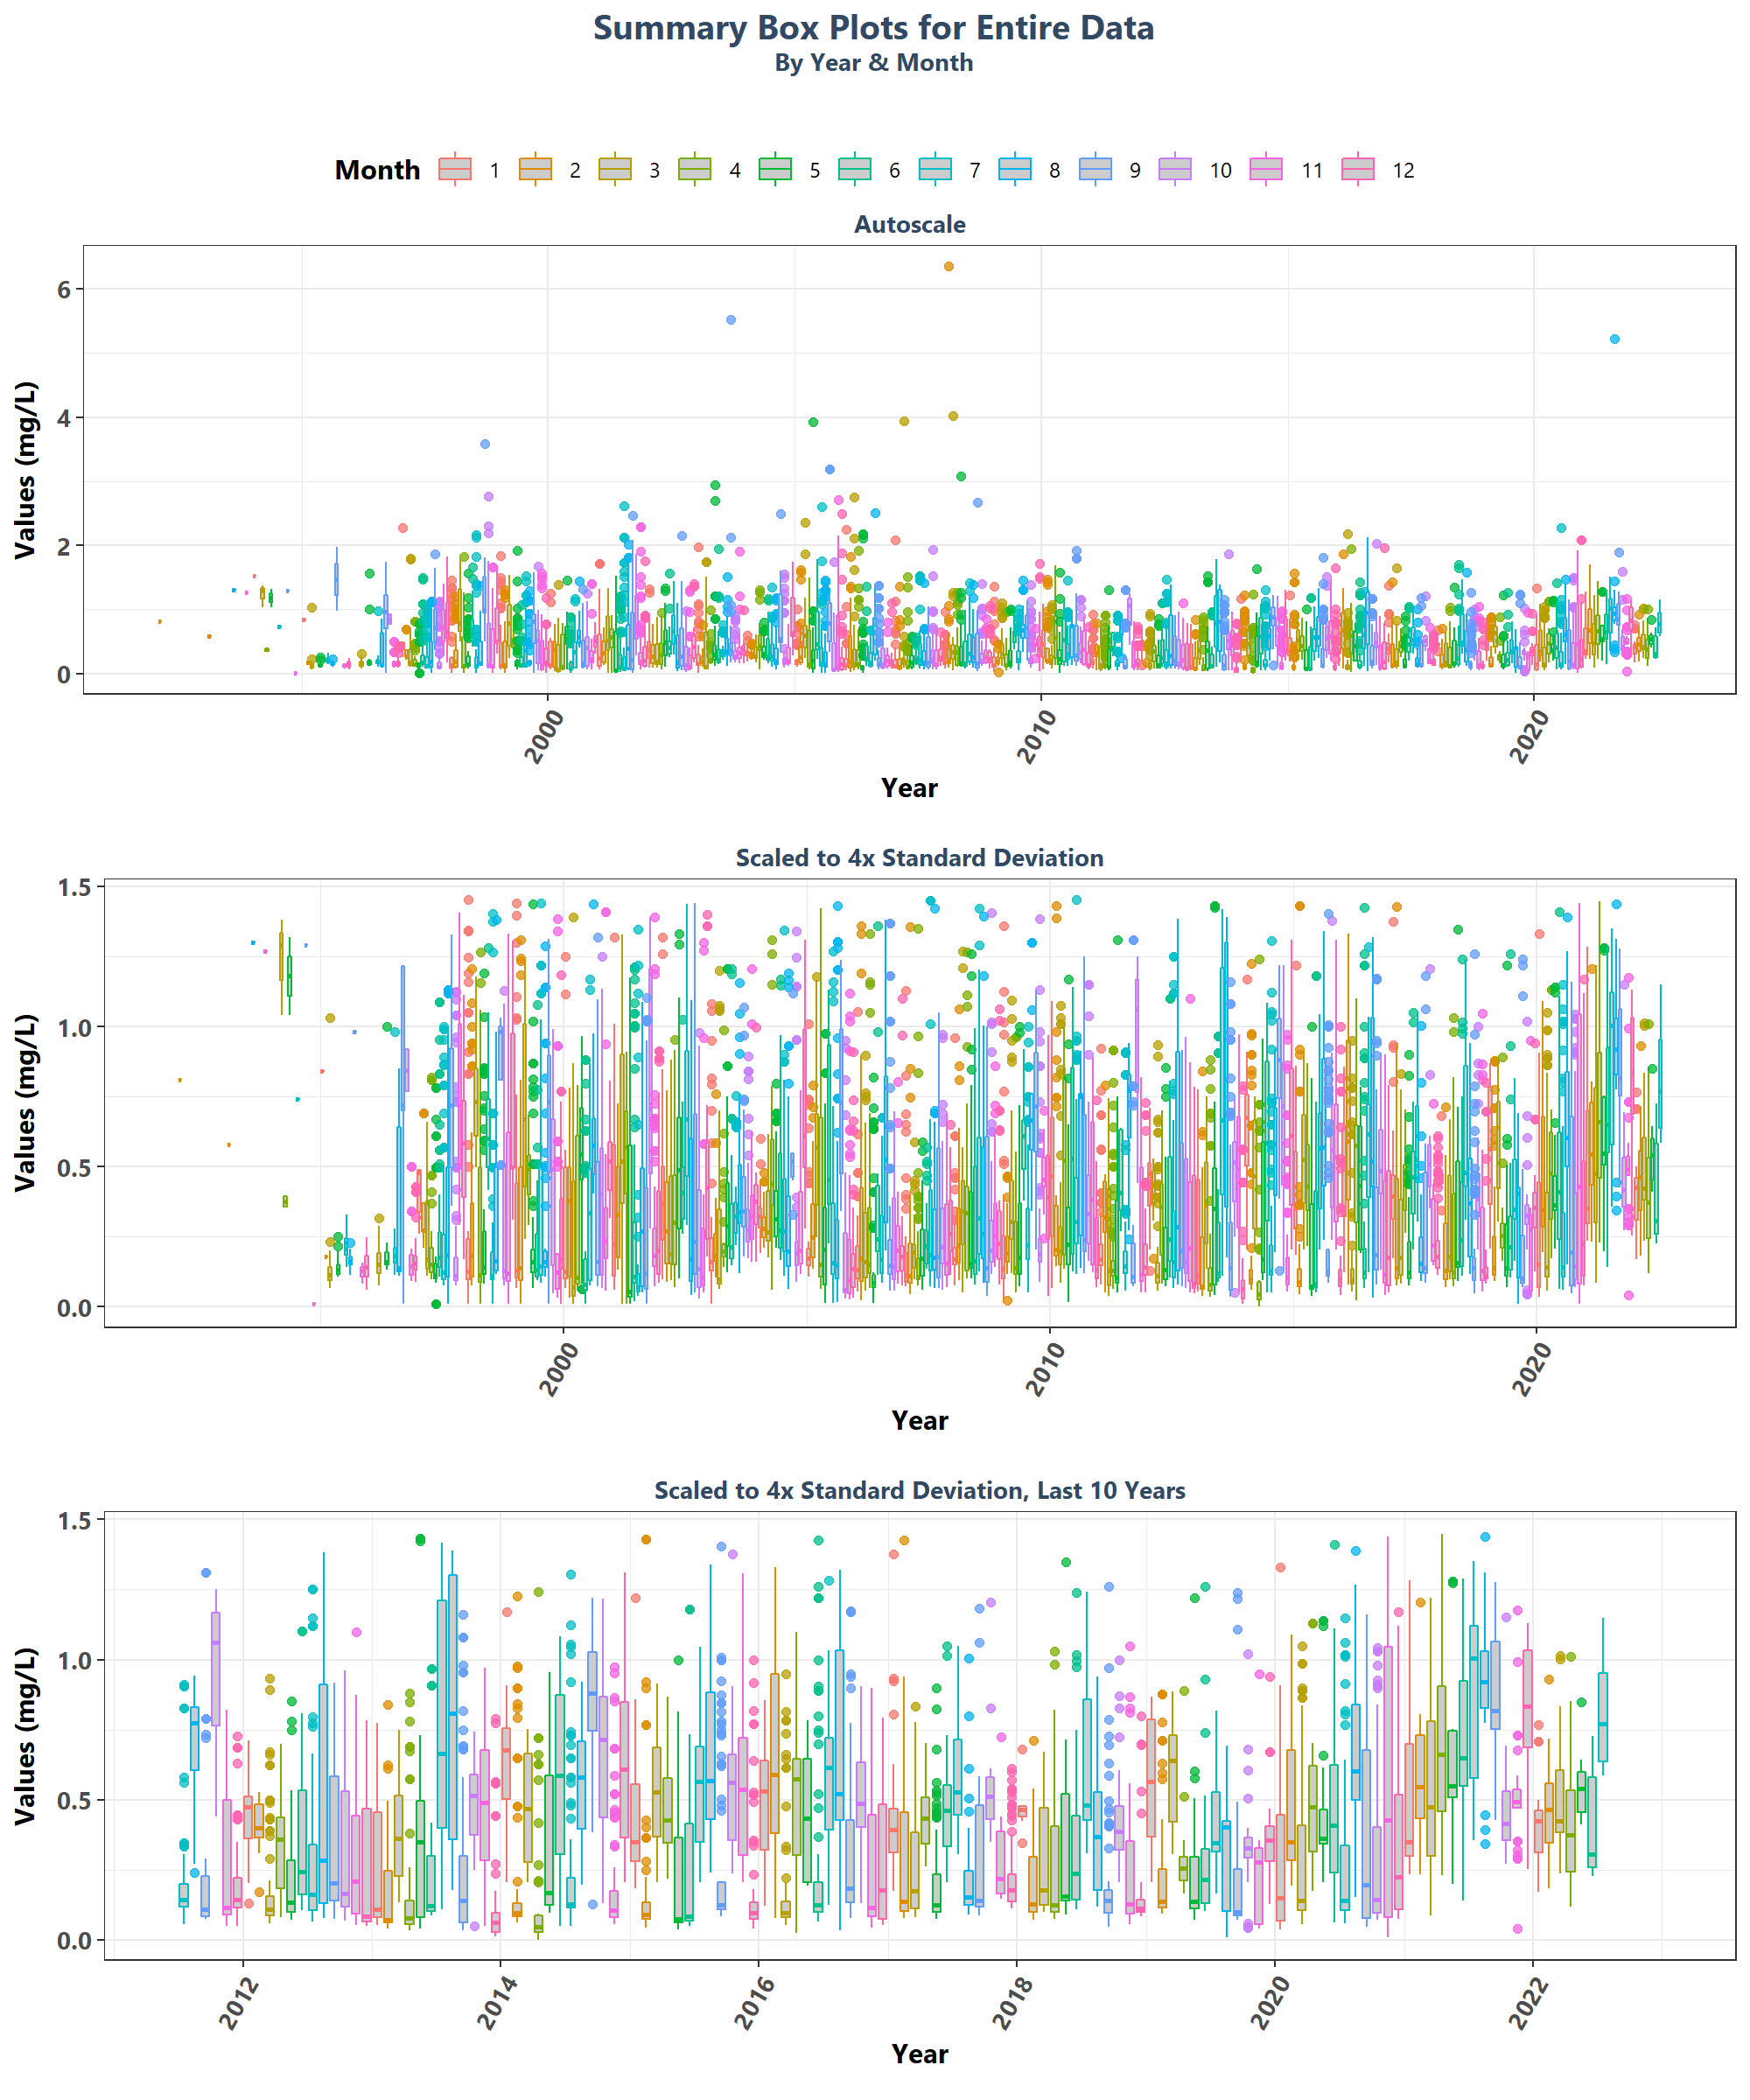 Summary Box Plots for Entire Data
By Year & Month
Month 1 2 3 4 5 6 7 8 9 10 11 12
Autoscale
Values (mg/L)
6
4
2
0
2000 2010 2020
Year
Scaled to 4x Standard Deviation
Values (mg/L)
1.5
1.0
0.5
0.0
2000 2010 2020
Year
Scaled to 4x Standard Deviation, Last 10 Years
Values (mg/L)
1.5
1.0
0.5
0.0
2012 2014 2016 2018 2020 2022
Year